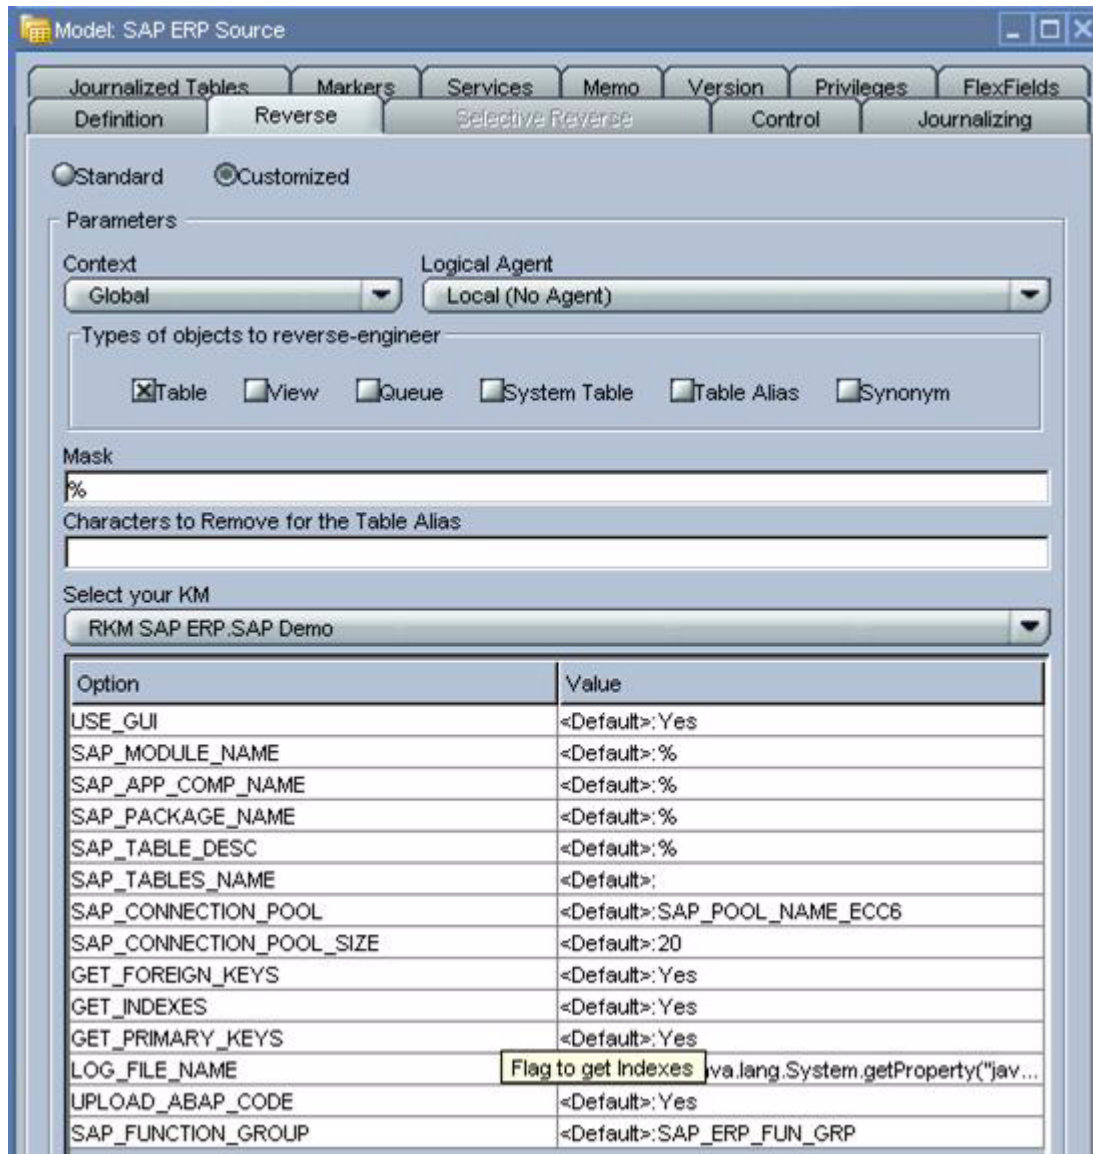 Model: SAP ERP Source
Journalized Tables Markers Services Memo Version Privileges FlexFields
Definition Reverse Selective Reverse Control Journalizing
Standard Customized
Parameters
Context Logical Agent
Global Local (No Agent)
Types of objects to reverse-engineer
Table View Queue System Table Table Alias Synonym
Mask
%
Characters to Remove for the Table Alias
Select your KM
RKM SAP ERP.SAP Demo
Option Value
USE_GUI <Default>:Yes
SAP_MODULE_NAME <Default>:%
SAP_APP_COMP_NAME <Default>:%
SAP_PACKAGE_NAME <Default>:%
SAP_TABLE_DESC <Default>:%
SAP_TABLES_NAME <Default>:
SAP_CONNECTION_POOL <Default>:SAP_POOL_NAME_ECC6
SAP_CONNECTION_POOL_SIZE <Default>:20
GET_FOREIGN_KEYS <Default>:Yes
GET_INDEXES <Default>:Yes
GET_PRIMARY_KEYS <Default>:Yes
LOG_FILE_NAME Flag to get Indexes va.lang.System.getProperty("jav...
UPLOAD_ABAP_CODE <Default>:Yes
SAP_FUNCTION_GROUP <Default>:SAP_ERP_FUN_GRP